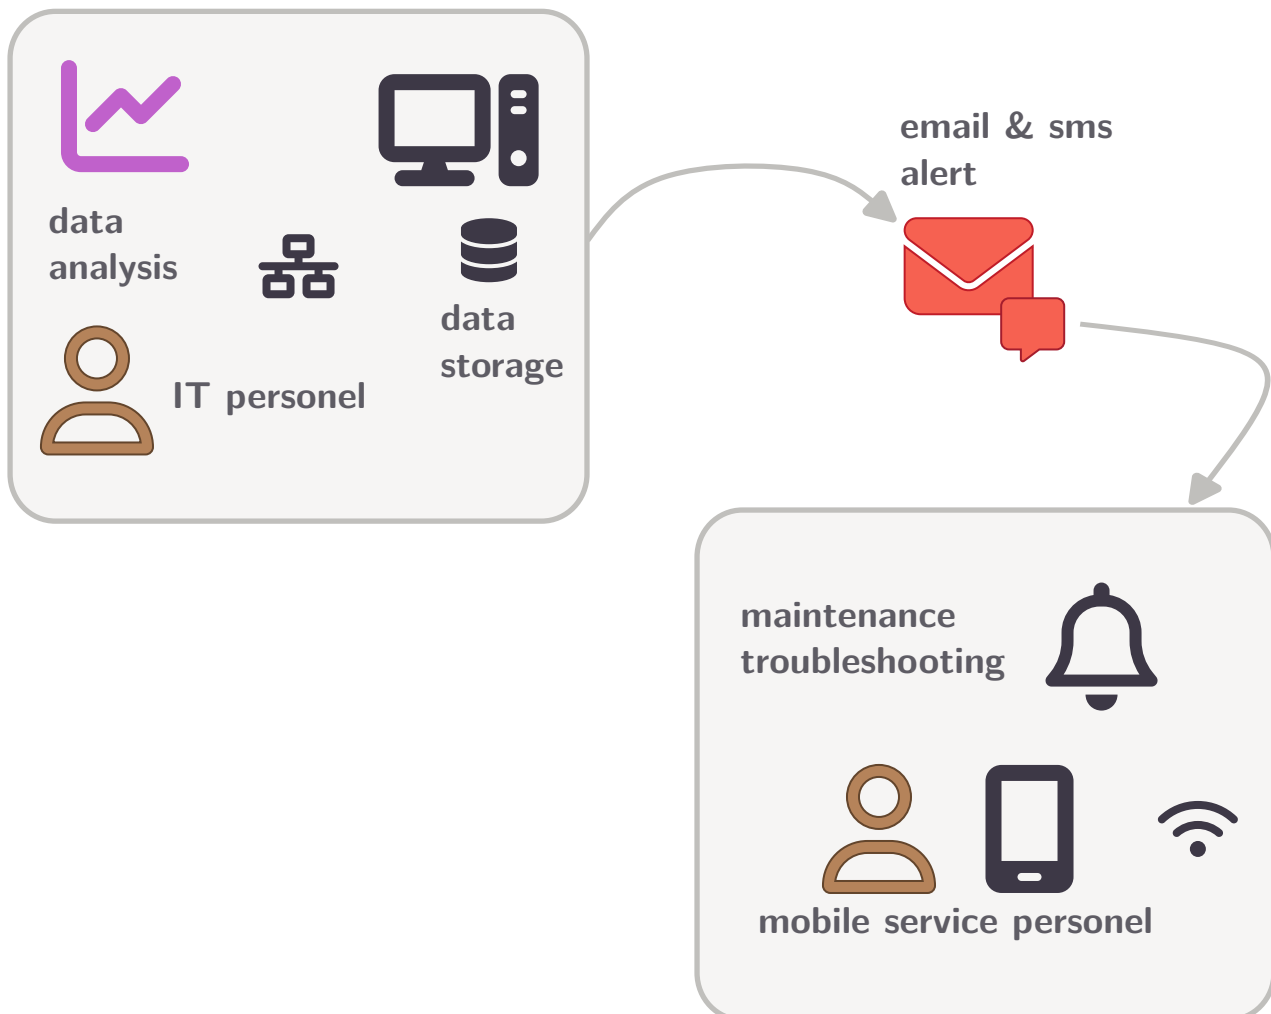 email & sms
alert
data
analysis
data
storage
IT personel
maintenance
troubleshooting
mobile service personel